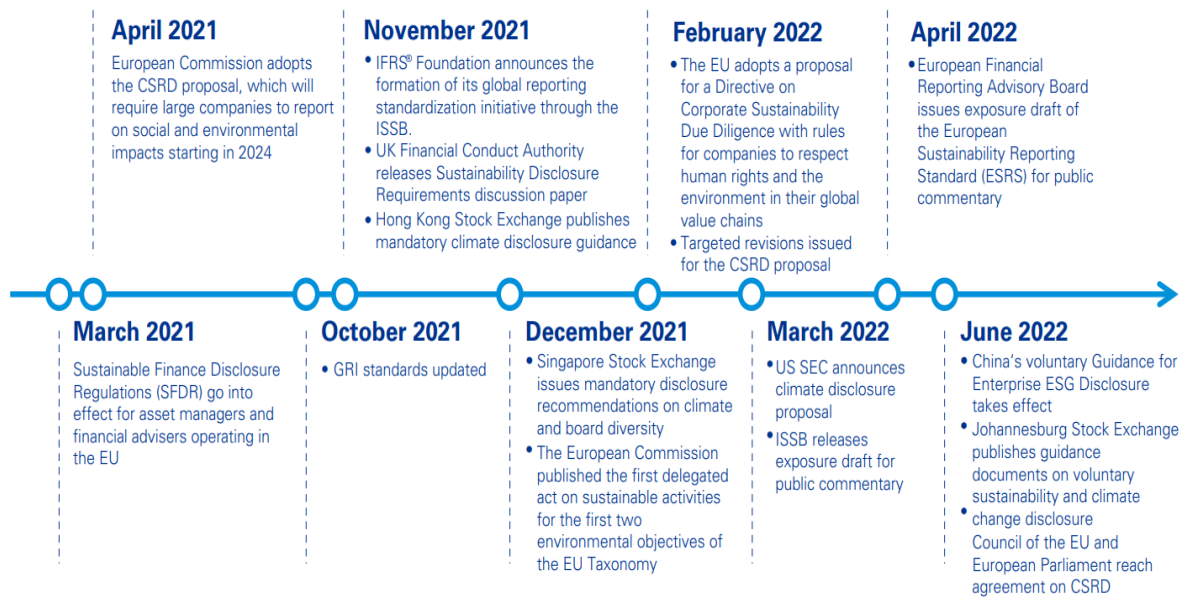 April 2021
European Commission adopts
the CSRD proposal, which will
require large companies to report
on social and environmental
impacts starting in 2024
November 2021
• IFRS® Foundation announces the
formation of its global reporting
standardization initiative through the
ISSB.
• UK Financial Conduct Authority
releases Sustainability Disclosure
Requirements discussion paper
• Hong Kong Stock Exchange publishes
mandatory climate disclosure guidance
February 2022
• The EU adopts a proposal
for a Directive on
Corporate Sustainability
Due Diligence with rules
for companies to respect
human rights and the
environment in their global
value chains
• Targeted revisions issued
for the CSRD proposal
April 2022
• European Financial
Reporting Advisory Board
issues exposure draft of
the European
Sustainability Reporting
Standard (ESRS) for public
commentary
March 2021
Sustainable Finance Disclosure
Regulations (SFDR) go into
effect for asset managers and
financial advisers operating in
the EU
October 2021
• GRI standards updated
December 2021
• Singapore Stock Exchange
issues mandatory disclosure
recommendations on climate
and board diversity
• The European Commission
published the first delegated
act on sustainable activities
for the first two
environmental objectives of
the EU Taxonomy
March 2022
• US SEC announces
climate disclosure
proposal
• ISSB releases
exposure draft for
public commentary
June 2022
• China's voluntary Guidance for
Enterprise ESG Disclosure
takes effect
• Johannesburg Stock Exchange
publishes guidance
documents on voluntary
sustainability and climate
• change disclosure
Council of the EU and
European Parliament reach
agreement on CSRD